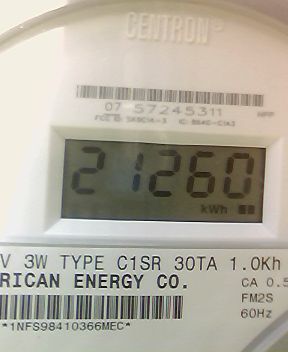 CENTRON®
07 57245311
21260
kWh
V 3W TYPE C1SR 30TA 1.0Kh
RICAN ENERGY CO.
CA 0.5
FM2S
60Hz
*1NFS98410366MEC*